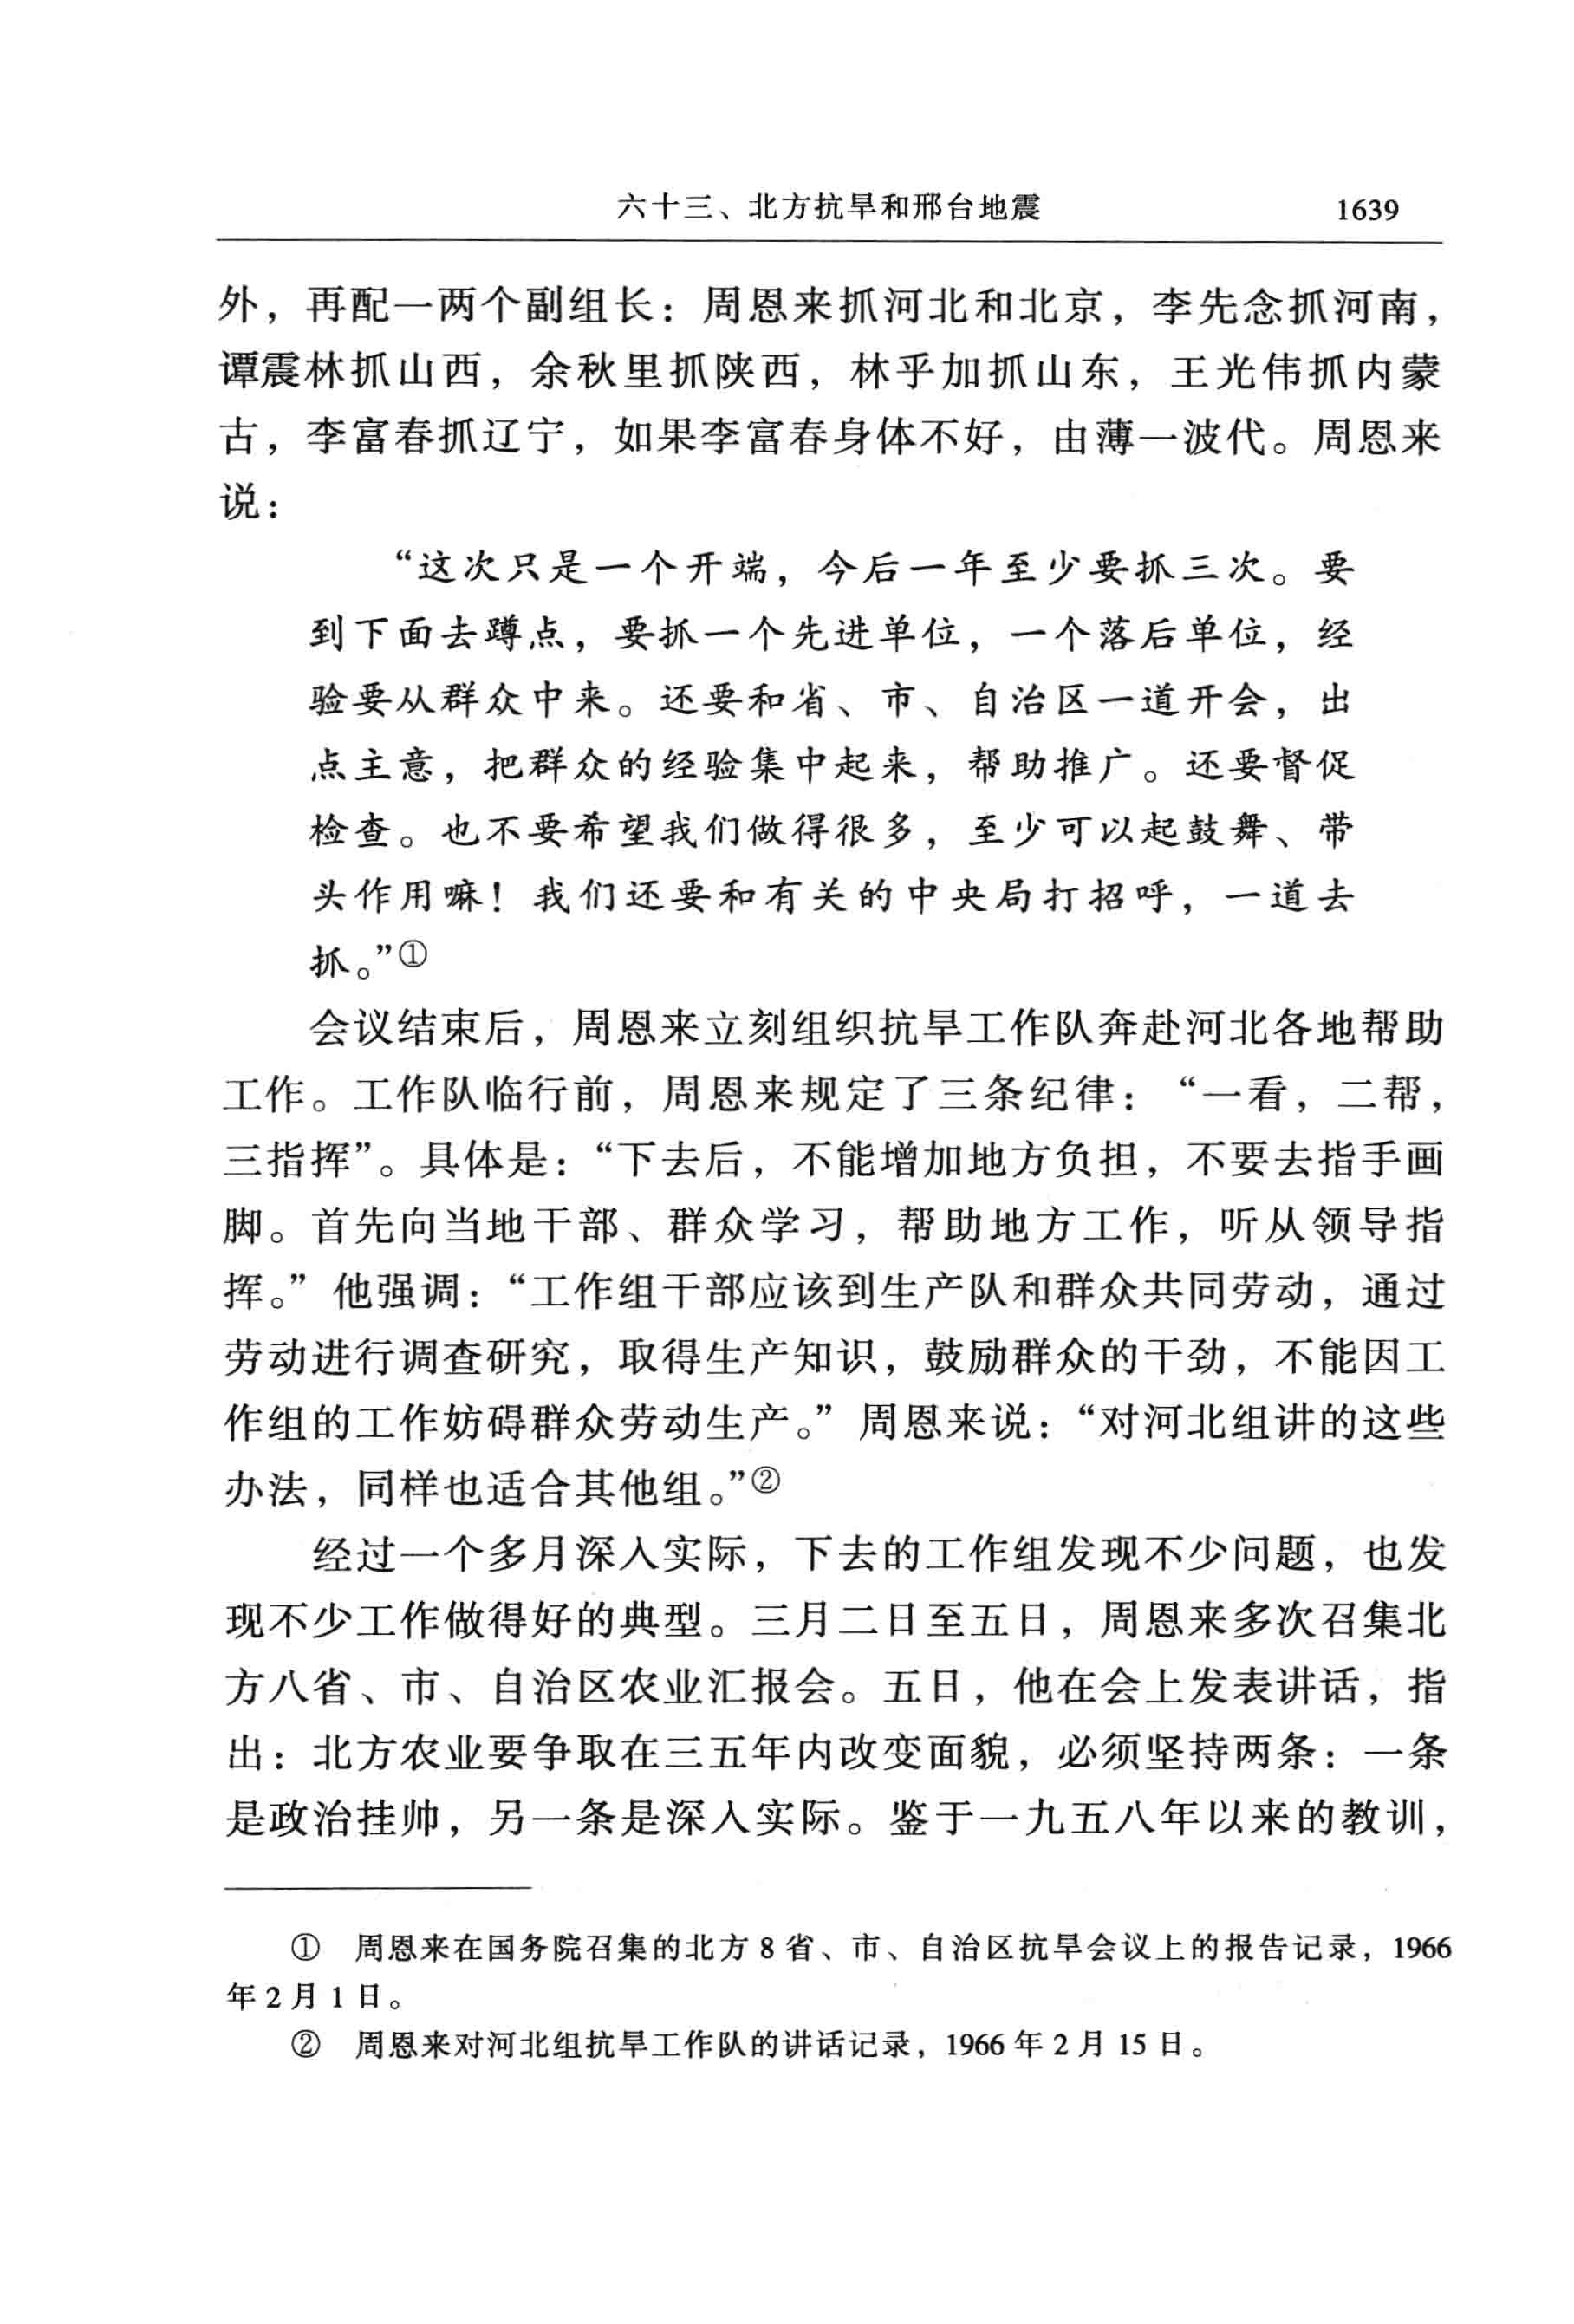 六十三、北方抗旱和邢台地震 1639
外，再配一两个副组长：周恩来抓河北和北京，李先念抓河南，
谭震林抓山西，余秋里抓陕西，林乎加抓山东，王光伟抓内蒙
古，李富春抓辽宁，如果李富春身体不好，由薄一波代。周恩来
说：
“这次只是一个开端，今后一年至少要抓三次。要
到下面去蹲点，要抓一个先进单位，一个落后单位，经
验要从群众中来。还要和省、市、自治区一道开会，出
点主意，把群众的经验集中起来，帮助推广。还要督促
检查。也不要希望我们做得很多，至少可以起鼓舞、带
头作用嘛！我们还要和有关的中央局打招呼，一道去
抓。”①
会议结束后，周恩来立刻组织抗旱工作队奔赴河北各地帮助
工作。工作队临行前，周恩来规定了三条纪律：“一看，二帮，
三指挥”。具体是：“下去后，不能增加地方负担，不要去指手画
脚。首先向当地干部、群众学习，帮助地方工作，听从领导指
挥。”他强调：“工作组干部应该到生产队和群众共同劳动，通过
劳动进行调查研究，取得生产知识，鼓励群众的干劲，不能因工
作组的工作妨碍群众劳动生产。”周恩来说：“对河北组讲的这些
办法，同样也适合其他组。”②
经过一个多月深入实际，下去的工作组发现不少问题，也发
现不少工作做得好的典型。三月二日至五日，周恩来多次召集北
方八省、市、自治区农业汇报会。五日，他在会上发表讲话，指
出：北方农业要争取在三五年内改变面貌，必须坚持两条：一条
是政治挂帅，另一条是深入实际。鉴于一九五八年以来的教训，
① 周恩来在国务院召集的北方8省、市、自治区抗旱会议上的报告记录，1966
年2月1日。
② 周恩来对河北组抗旱工作队的讲话记录，1966年2月15日。